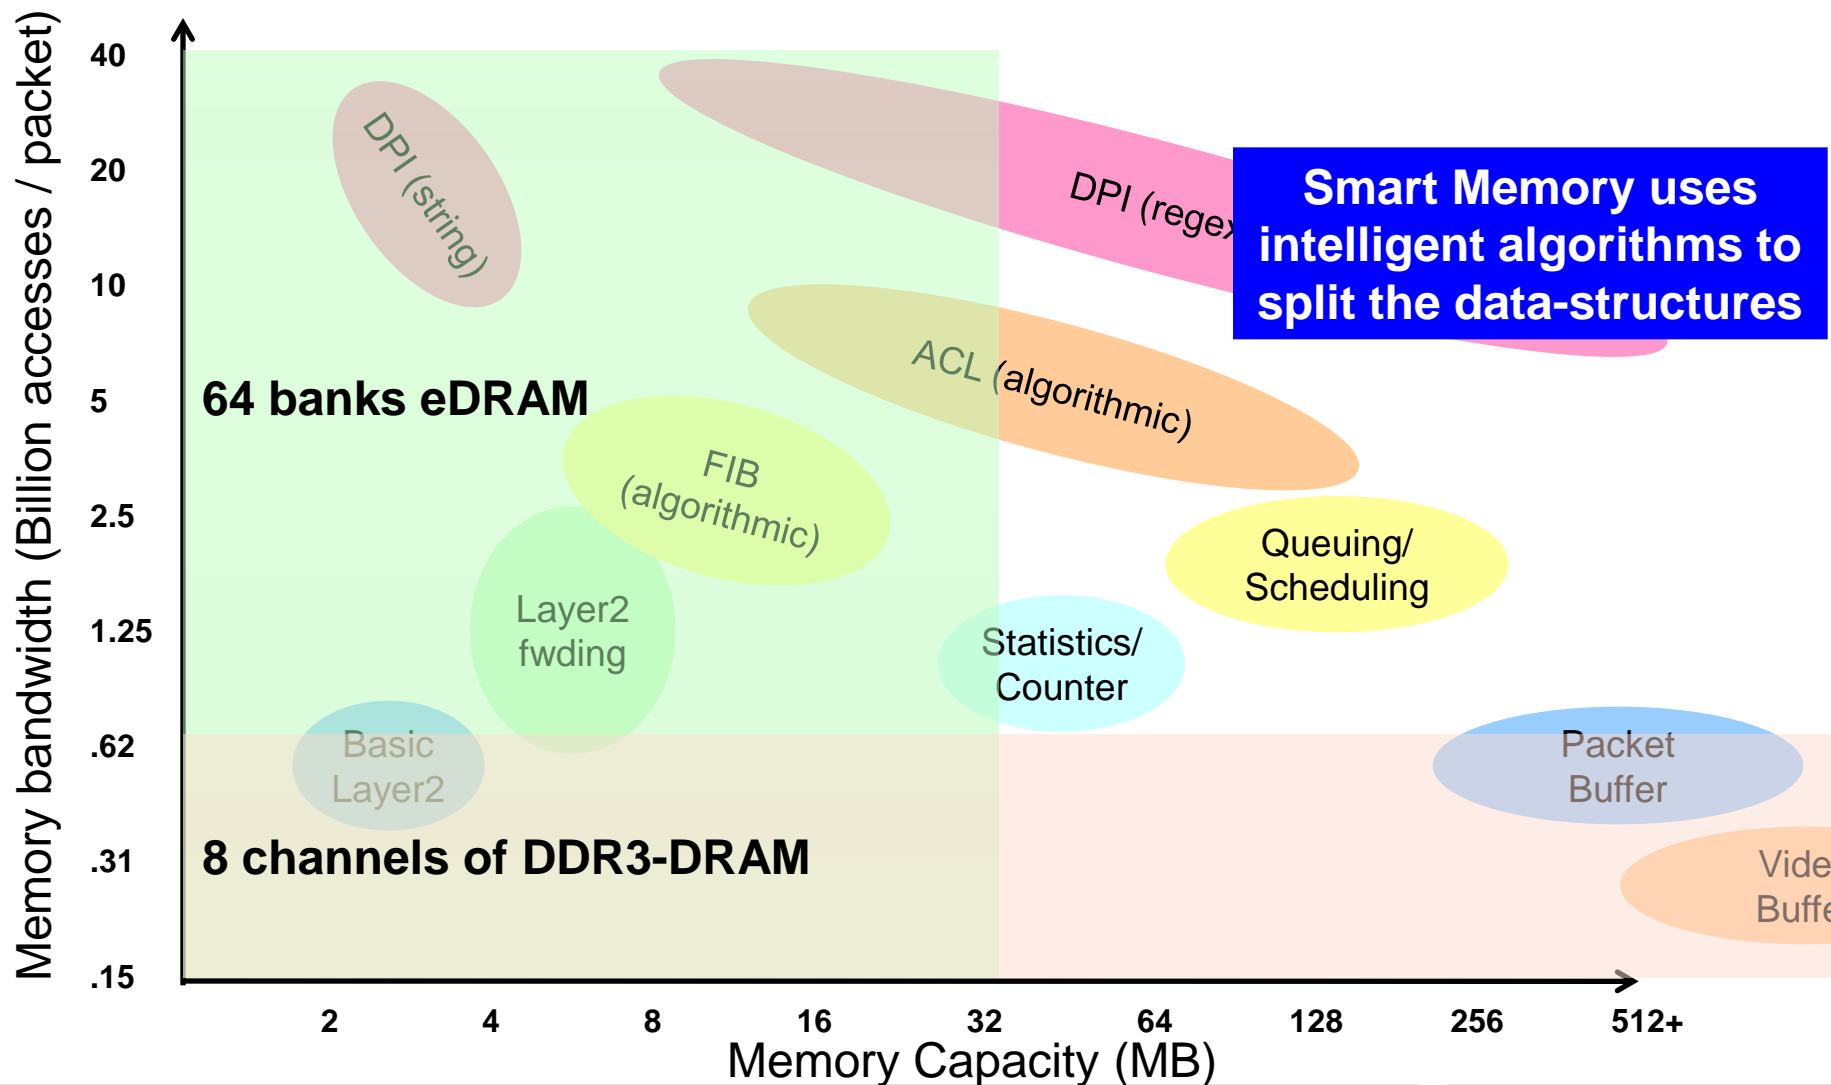 Memory bandwidth (Billion accesses / packet)
40
20
10
5
2.5
1.25
.62
.31
.15
DPI (string)
DPI (regex
Smart Memory uses
intelligent algorithms to
split the data-structures
ACL (algorithmic)
64 banks eDRAM
FIB
(algorithmic)
Queuing/
Scheduling
Layer2
fwding
Statistics/
Counter
Basic
Layer2
Packet
Buffer
8 channels of DDR3-DRAM
Vide
Buffe
2
4
8
16
32
64
128
256
512+
Memory Capacity (MB)